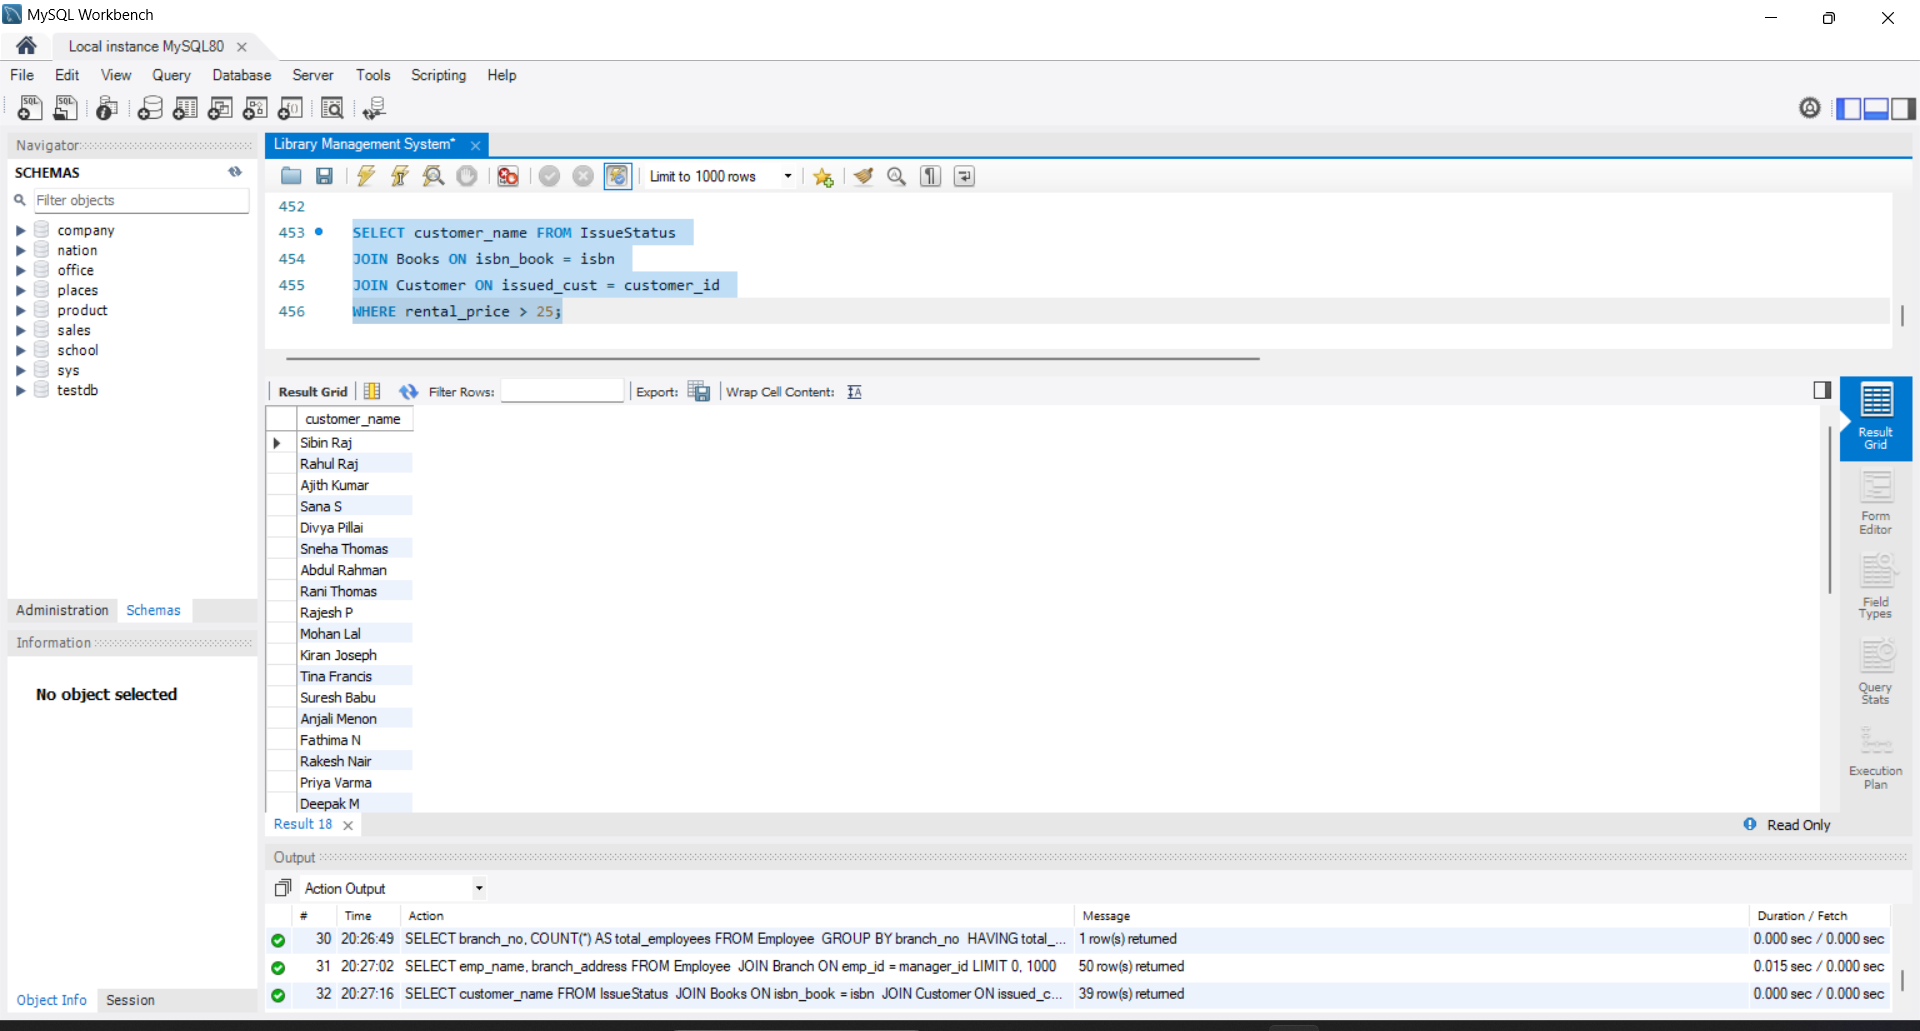 MySQL Workbench
Local instance MySQL80
File Edit View Query Database Server Tools Scripting Help
Navigator
SCHEMAS
Filter objects
company
nation
office
places
product
sales
school
sys
testdb
Administration Schemas
Information
No object selected
Object Info Session
Library Management System*
Limit to 1000 rows
452
453 SELECT customer_name FROM IssueStatus
454 JOIN Books ON isbn_book = isbn
455 JOIN Customer ON issued_cust = customer_id
456 WHERE rental_price > 25;
Result Grid Filter Rows: Export: Wrap Cell Content:
customer_name
Sibin Raj
Rahul Raj
Ajith Kumar
Sana S
Divya Pillai
Sneha Thomas
Abdul Rahman
Rani Thomas
Rajesh P
Mohan Lal
Kiran Joseph
Tina Francis
Suresh Babu
Anjali Menon
Fathima N
Rakesh Nair
Priya Varma
Deepak M
Result Grid
Form Editor
Field Types
Query Stats
Execution Plan
Result 18
Read Only
Output
Action Output
# Time Action Message Duration / Fetch
30 20:26:49 SELECT branch_no, COUNT(*) AS total_employees FROM Employee GROUP BY branch_no HAVING total_... 1 row(s) returned 0.000 sec / 0.000 sec
31 20:27:02 SELECT emp_name, branch_address FROM Employee JOIN Branch ON emp_id = manager_id LIMIT 0, 1000 50 row(s) returned 0.015 sec / 0.000 sec
32 20:27:16 SELECT customer_name FROM IssueStatus JOIN Books ON isbn_book = isbn JOIN Customer ON issued_c... 39 row(s) returned 0.000 sec / 0.000 sec